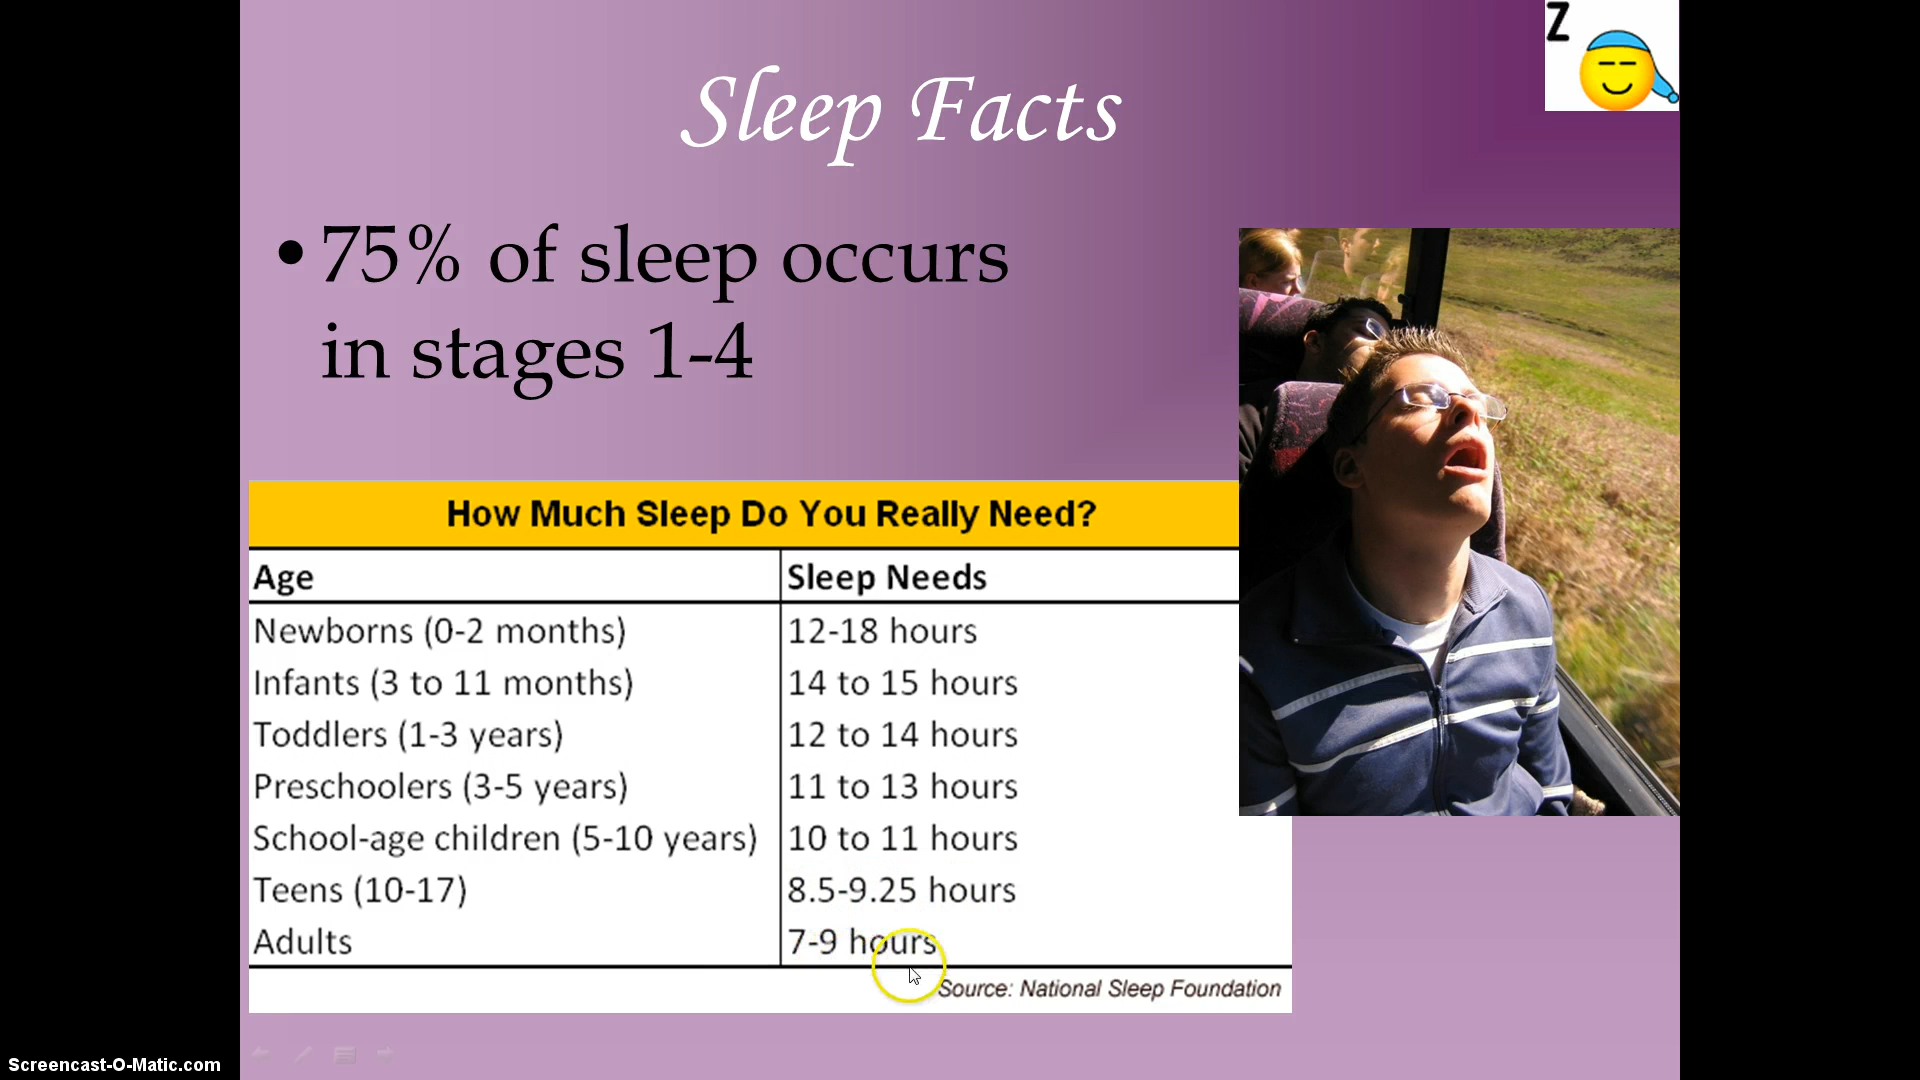 Z
Sleep Facts
• 75% of sleep occurs
in stages 1-4
How Much Sleep Do You Really Need?
Age Sleep Needs
Newborns (0-2 months) 12-18 hours
Infants (3 to 11 months) 14 to 15 hours
Toddlers (1-3 years) 12 to 14 hours
Preschoolers (3-5 years) 11 to 13 hours
School-age children (5-10 years) 10 to 11 hours
Teens (10-17) 8.5-9.25 hours
Adults 7-9 hours
Source: National Sleep Foundation
Screencast-O-Matic.com